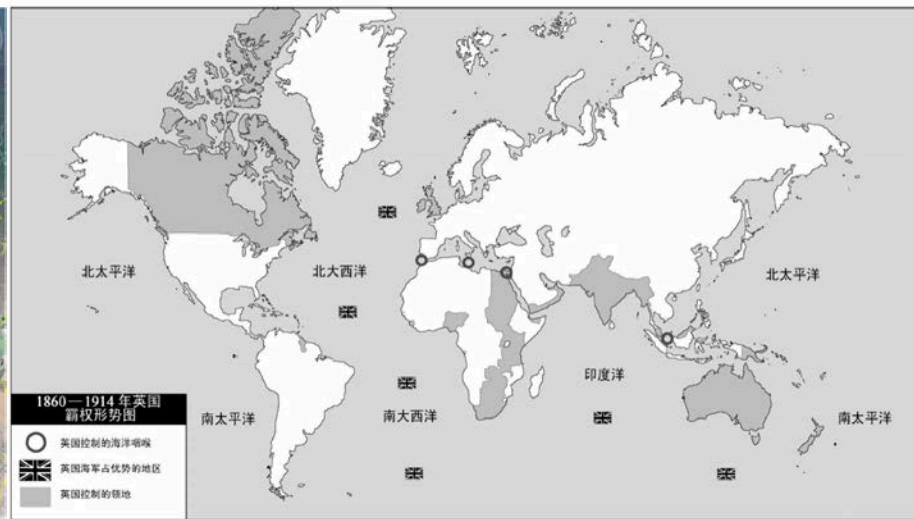 北太平洋
北大西洋
北太平洋
印度洋
南太平洋
南大西洋
南太平洋
1860—1914 年英国
霸权形势图
英国控制的海洋咽喉
英国海军占优势的地区
英国控制的领地